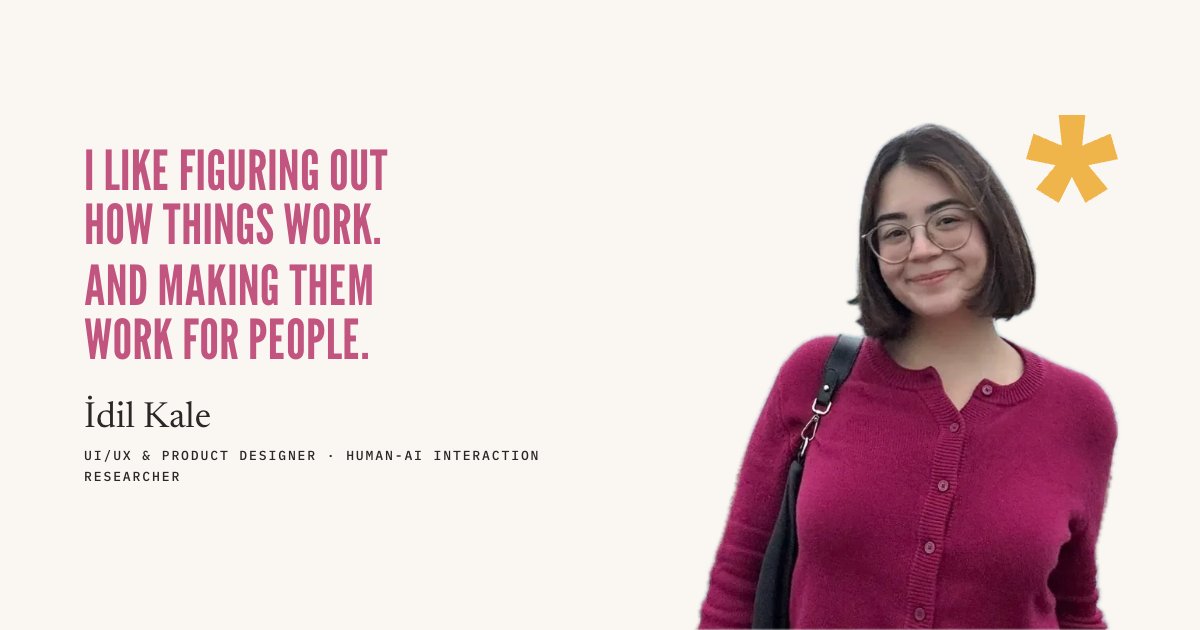 I LIKE FIGURING OUT
HOW THINGS WORK.
AND MAKING THEM
WORK FOR PEOPLE.
İdil Kale
UI/UX & PRODUCT DESIGNER · HUMAN-AI INTERACTION
RESEARCHER